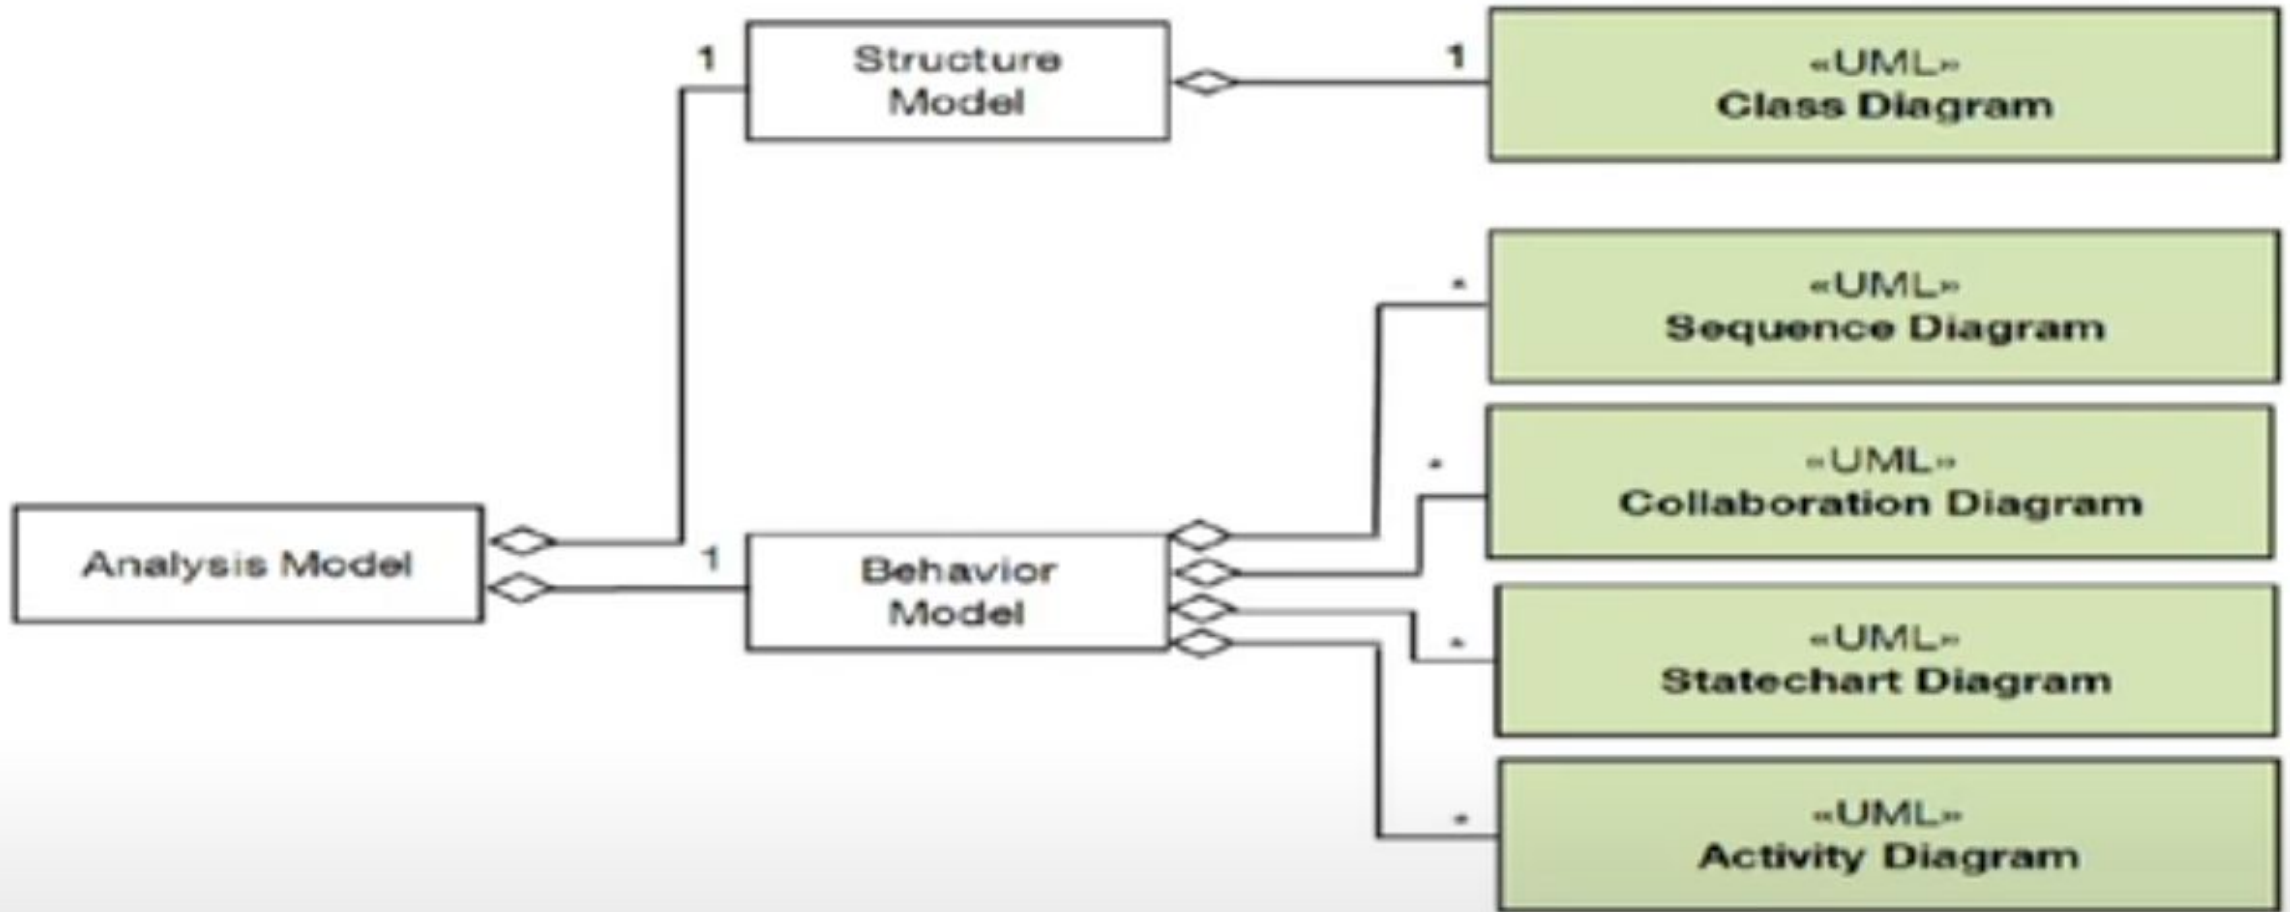 1
Structure
Model
1
«UML»
Class Diagram
*
«UML»
Sequence Diagram
*
«UML»
Collaboration Diagram
Analysis Model
1
Behavior
Model
*
«UML»
Statechart Diagram
*
«UML»
Activity Diagram